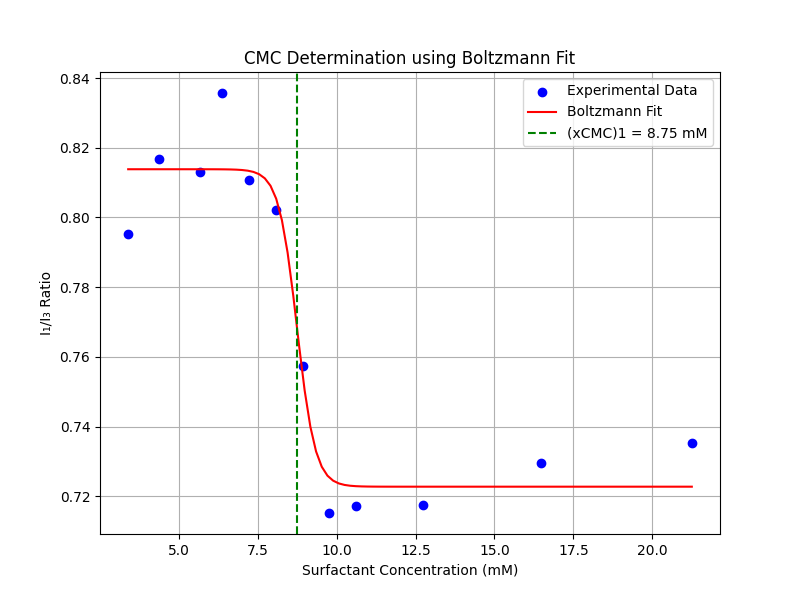 CMC Determination using Boltzmann Fit
Experimental Data
Boltzmann Fit
(xCMC)1 = 8.75 mM
I₁/I₃ Ratio
0.84
0.82
0.80
0.78
0.76
0.74
0.72
5.0 7.5 10.0 12.5 15.0 17.5 20.0
Surfactant Concentration (mM)